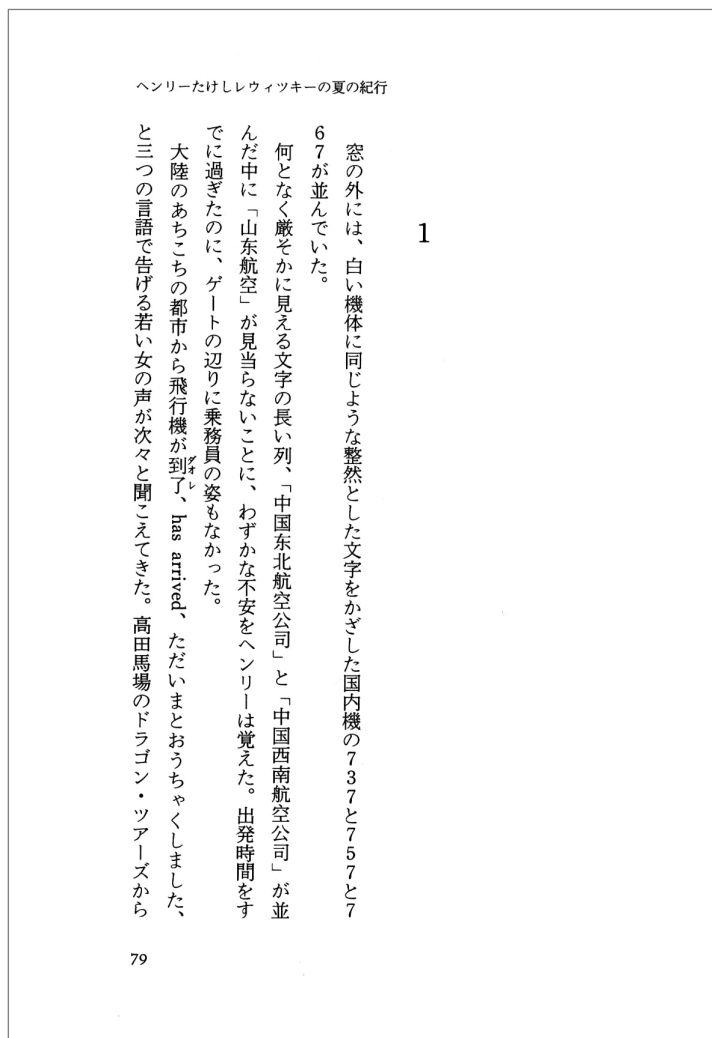 ヘンリーたけしレウィツキーの夏の紀行
1
窓の外には、白い機体に同じような整然とした文字をかざした国内機の737と757と7
67が並んでいた。
何となく厳そかに見える文字の長い列、「中国东北航空公司」と「中国西南航空公司」が並
んだ中に「山东航空」が見当らないことに、わずかな不安をヘンリーは覚えた。出発時間をす
でに過ぎたのに、ゲートの辺りに乗務員の姿もなかった。
大陸のあちこちの都市から飛行機が到了、has arrived、ただいまとおうちゃくしました、
ダオレ
と三つの言語で告げる若い女の声が次々と聞こえてきた。高田馬場のドラゴン・ツアーズから
79